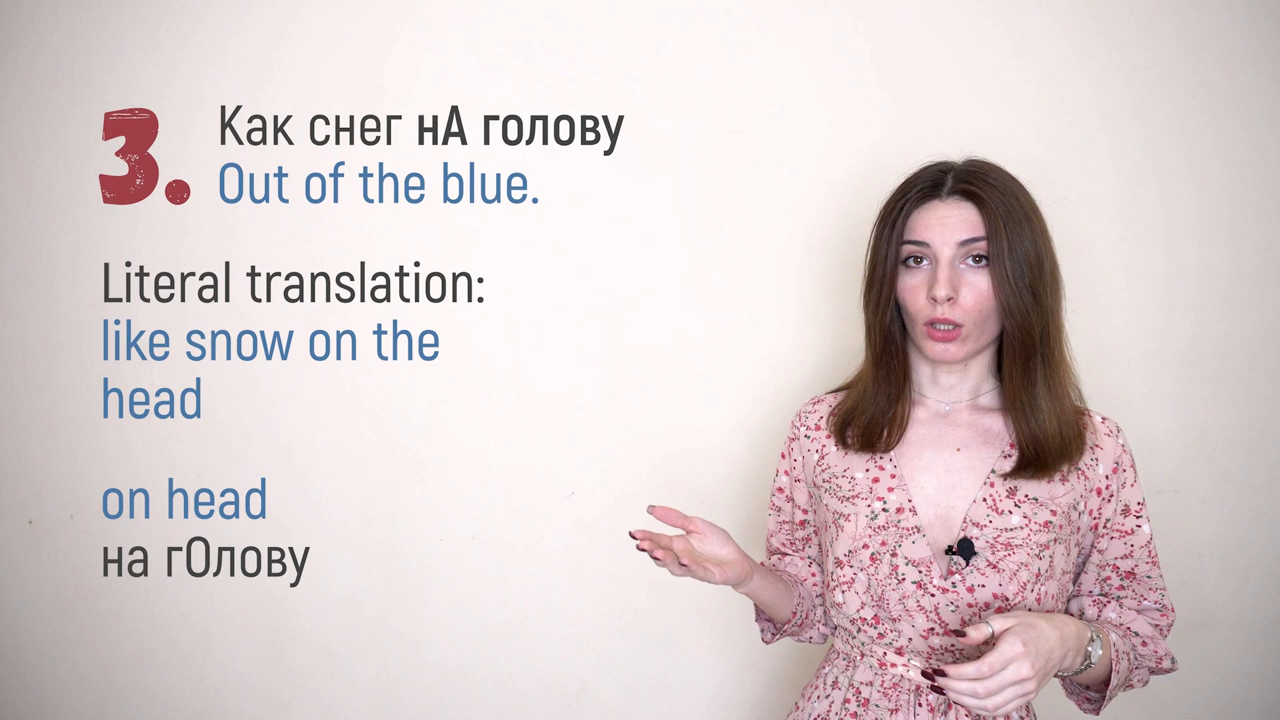 3. Как снег нА голову
Out of the blue.
Literal translation:
like snow on the
head
on head
на гОлову